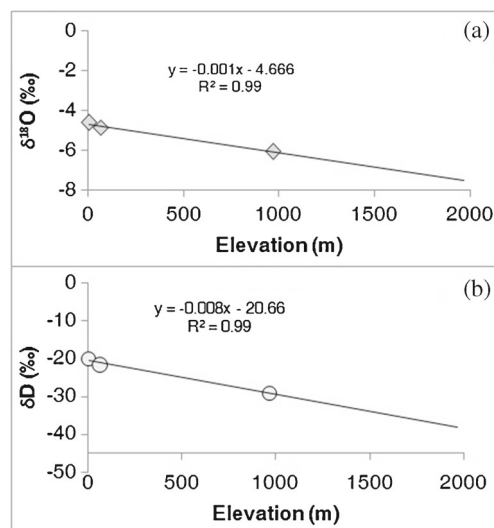 (a)
0
-2
-4
-6
-8
δ¹⁸O (‰)
y = -0.001x - 4.666
R² = 0.99
0 500 1000 1500 2000
Elevation (m)
(b)
0
-10
-20
-30
-40
-50
δD (‰)
y = -0.008x - 20.66
R² = 0.99
0 500 1000 1500 2000
Elevation (m)